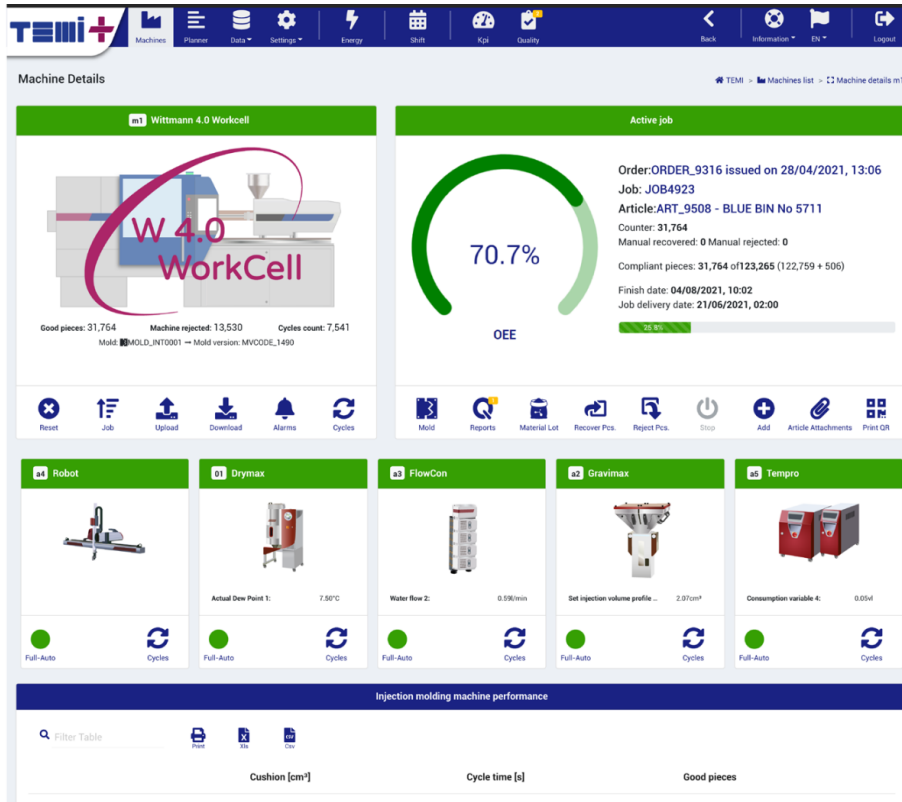 TEMI+
Machines
Planner
Data
Settings
Energy
Shift
Kpi
Quality
Back
Information
EN
Logout
Machine Details
TEMI > Machines list > Machine details m1
m1 Wittmann 4.0 Workcell
W 4.0
WorkCell
Good pieces: 31,764 Machine rejected: 13,530 Cycles count: 7,541
Mold: MOLD_INT0001 → Mold version: MVCODE_1490
Reset
Job
Upload
Download
Alarms
Cycles
Active job
70.7%
OEE
Order:ORDER_9316 issued on 28/04/2021, 13:06
Job: JOB4923
Article:ART_9508 - BLUE BIN No 5711
Counter: 31,764
Manual recovered: 0 Manual rejected: 0
Compliant pieces: 31,764 of123,265 (122,759 + 506)
Finish date: 04/08/2021, 10:02
Job delivery date: 21/06/2021, 02:00
25.8%
Mold
Reports
Material Lot
Recover Pcs.
Reject Pcs.
Stop
Add
Article Attachments
Print QR
a4 Robot
Full-Auto
Cycles
01 Drymax
Actual Dew Point 1: 7.50°C
Full-Auto
Cycles
a3 FlowCon
Water flow 2: 0.59l/min
Full-Auto
Cycles
a2 Gravimax
Set injection volume profile ... 2.07cm³
Full-Auto
Cycles
a5 Tempro
Consumption variable 4: 0.05vl
Full-Auto
Cycles
Injection molding machine performance
Filter Table
Print
Xls
Csv
Cushion [cm³] Cycle time [s] Good pieces